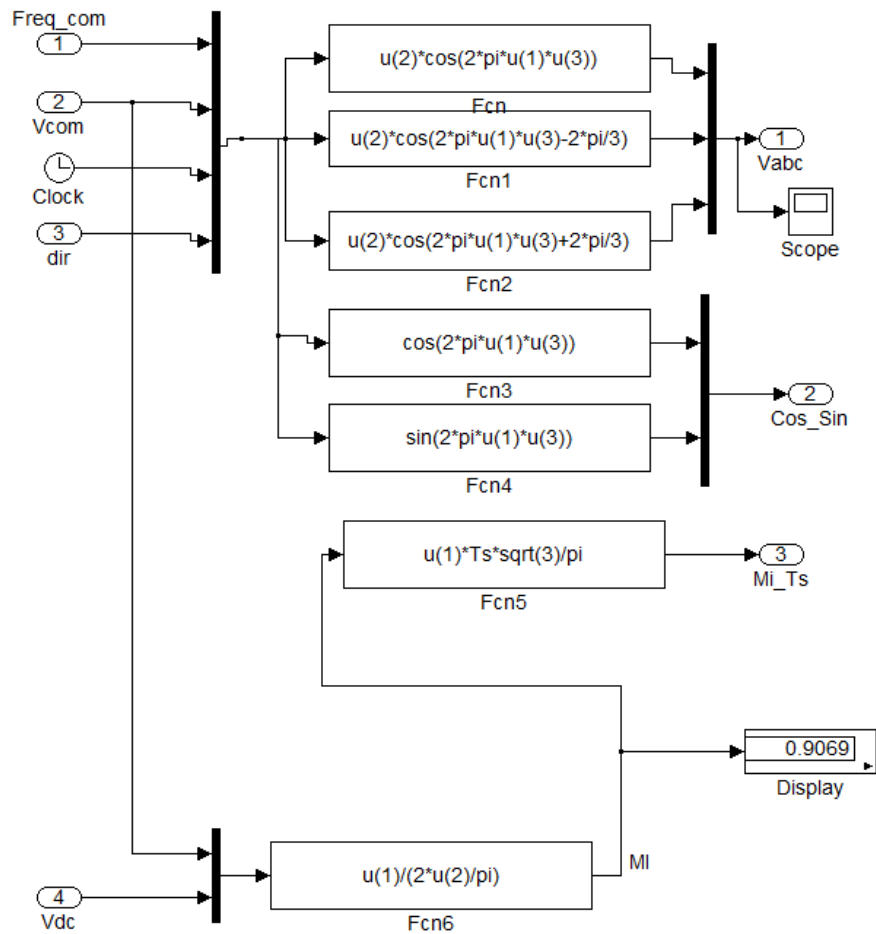 Freq_com
1
2
Vcom
Clock
3
dir
u(2)*cos(2*pi*u(1)*u(3))
Fcn
u(2)*cos(2*pi*u(1)*u(3)-2*pi/3)
Fcn1
u(2)*cos(2*pi*u(1)*u(3)+2*pi/3)
Fcn2
1
Vabc
Scope
cos(2*pi*u(1)*u(3))
Fcn3
sin(2*pi*u(1)*u(3))
Fcn4
2
Cos_Sin
u(1)*Ts*sqrt(3)/pi
Fcn5
3
Mi_Ts
0.9069
Display
MI
u(1)/(2*u(2)/pi)
Fcn6
4
Vdc